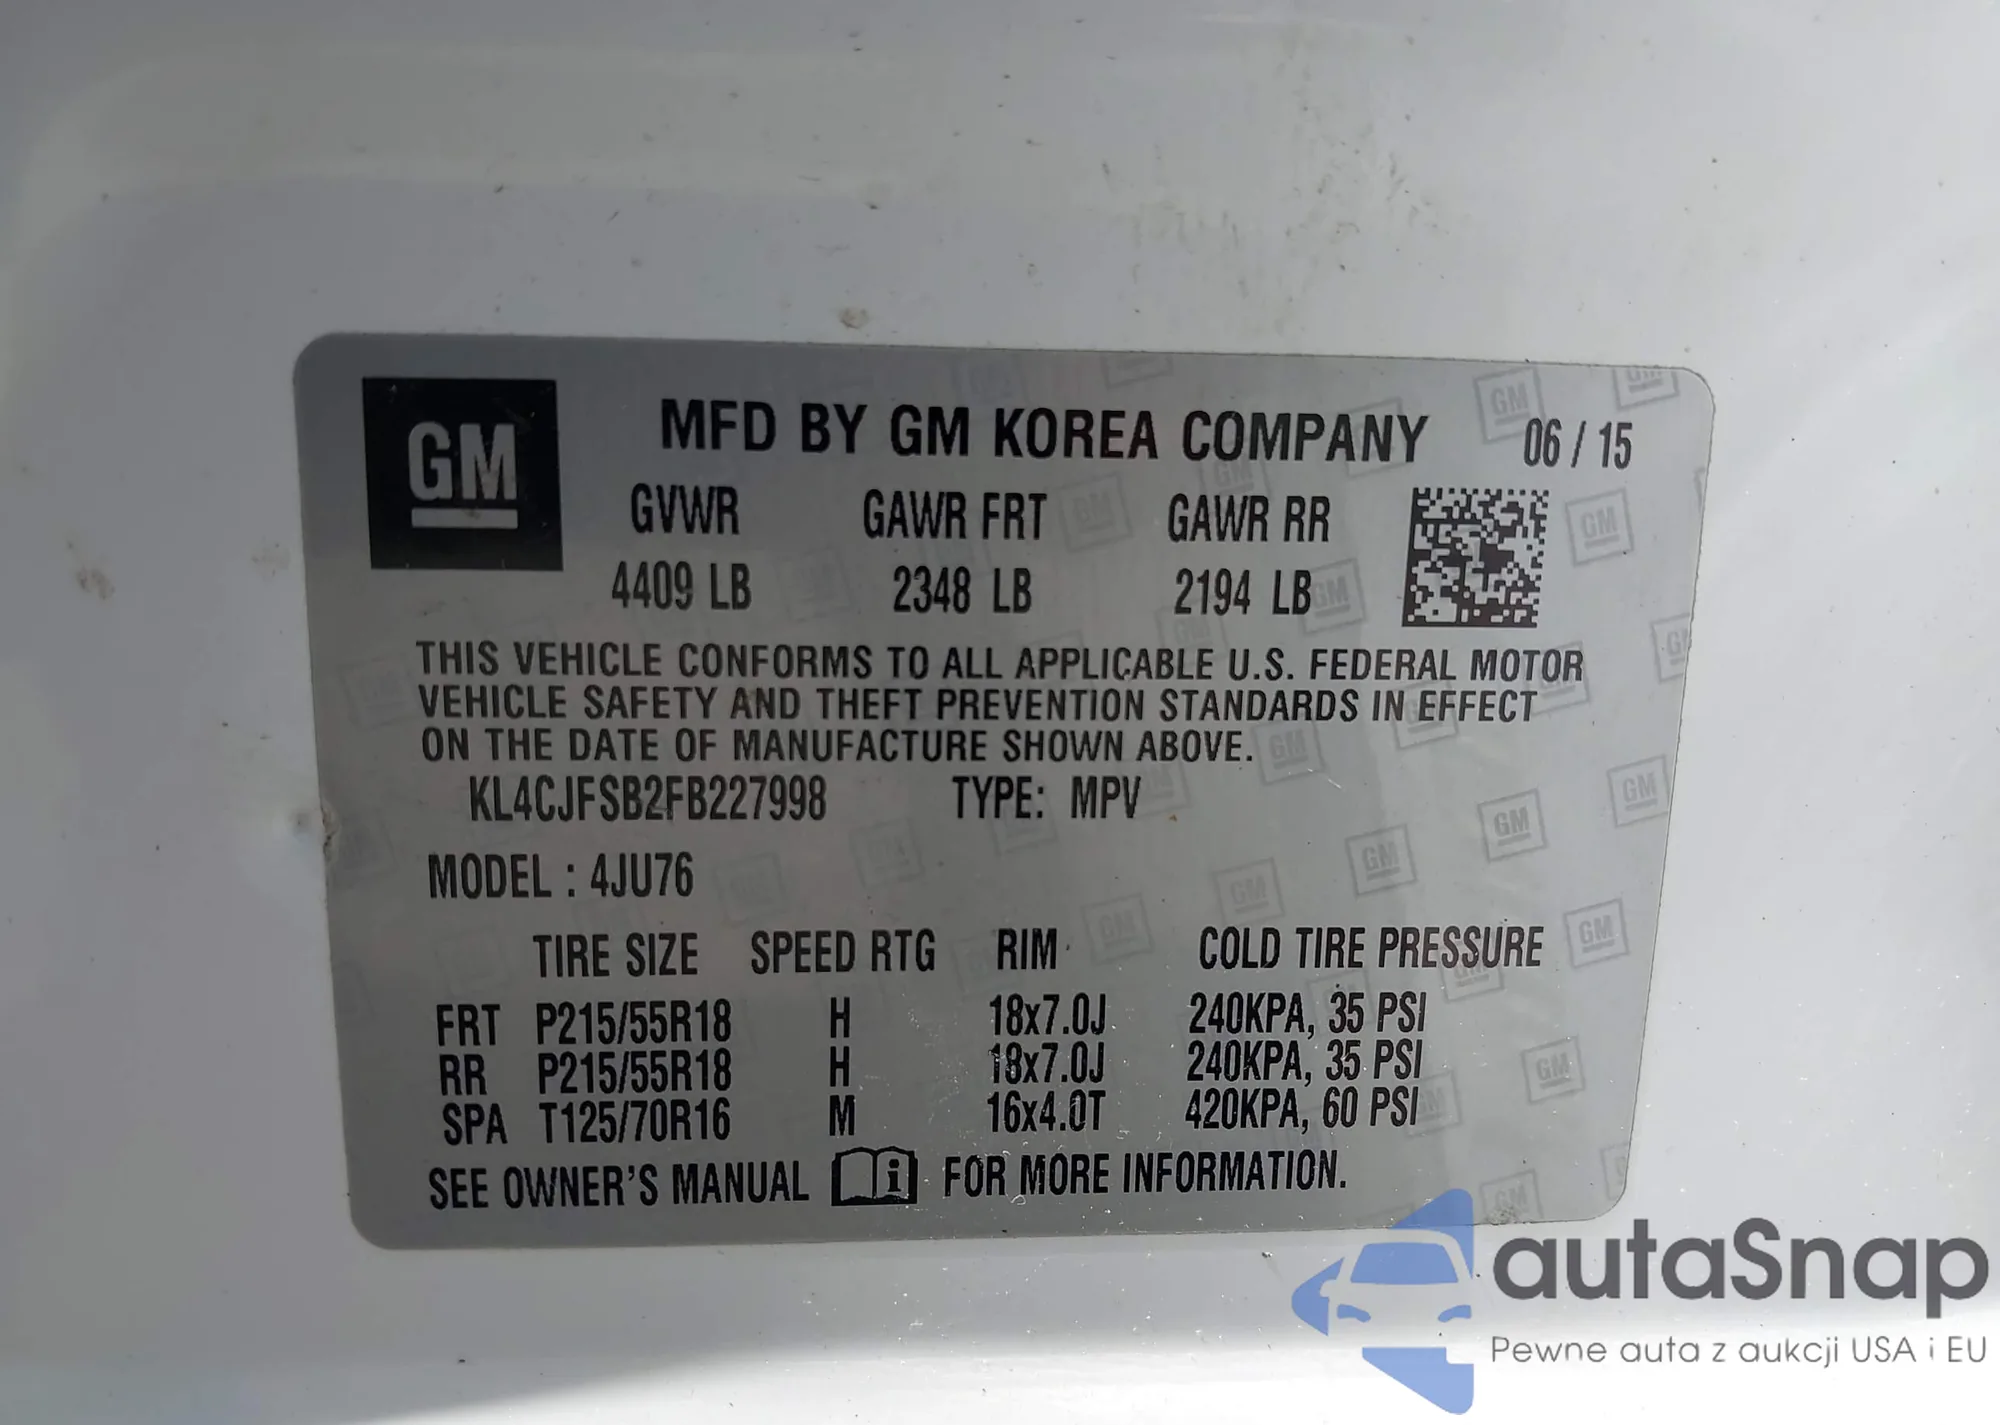 GM
MFD BY GM KOREA COMPANY 06 / 15
GVWR GAWR FRT GAWR RR
4409 LB 2348 LB 2194 LB
THIS VEHICLE CONFORMS TO ALL APPLICABLE U.S. FEDERAL MOTOR
VEHICLE SAFETY AND THEFT PREVENTION STANDARDS IN EFFECT
ON THE DATE OF MANUFACTURE SHOWN ABOVE.
KL4CJFSB2FB227998 TYPE: MPV
MODEL : 4JU76
TIRE SIZE SPEED RTG RIM COLD TIRE PRESSURE
FRT P215/55R18 H 18x7.0J 240KPA, 35 PSI
RR P215/55R18 H 18x7.0J 240KPA, 35 PSI
SPA T125/70R16 M 16x4.0T 420KPA, 60 PSI
SEE OWNER'S MANUAL i FOR MORE INFORMATION.
autaSnap
Pewne auta z aukcji USA i EU